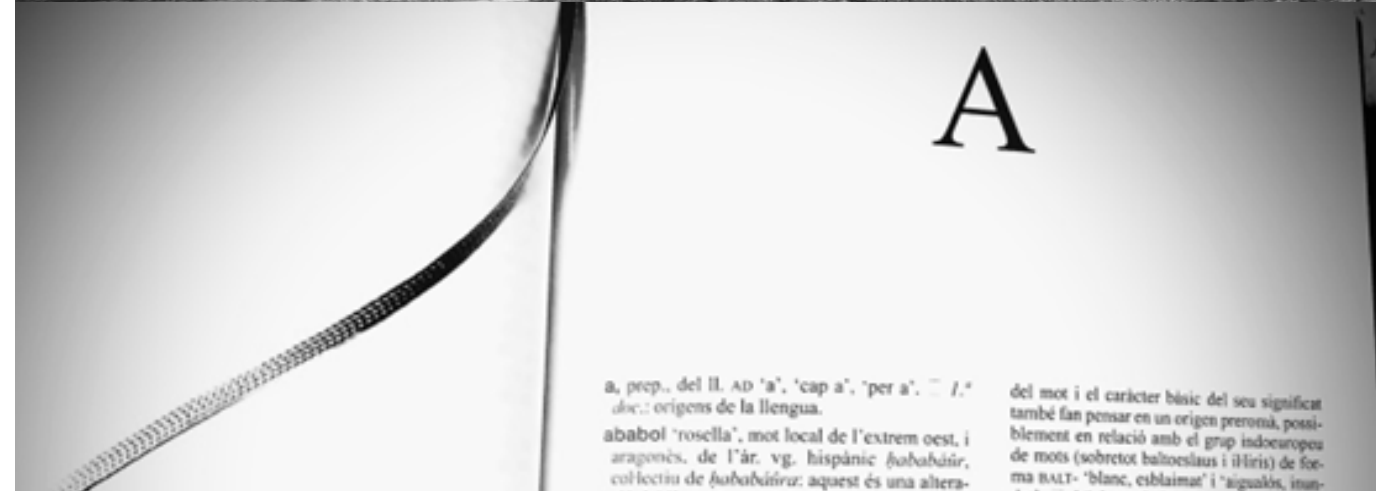 A
a, prep., del ll. AD 'a', 'cap a', 'per a'. 1.ª
doc.: orígens de la llengua.
ababol 'rosella', mot local de l'extrem oest, i
aragonès, de l'àr. vg. hispànic ḥababáur,
col·lectiu de ḥababáura: aquest és una altera-
del mot i el caràcter bàsic del seu significat
també fan pensar en un origen preromà, possi-
blement en relació amb el grup indoeuropeu
de mots (sobretot baltoeslaus i il·liris) de for-
ma BALT- 'blanc, esblaimat' i 'aigualós, inun-